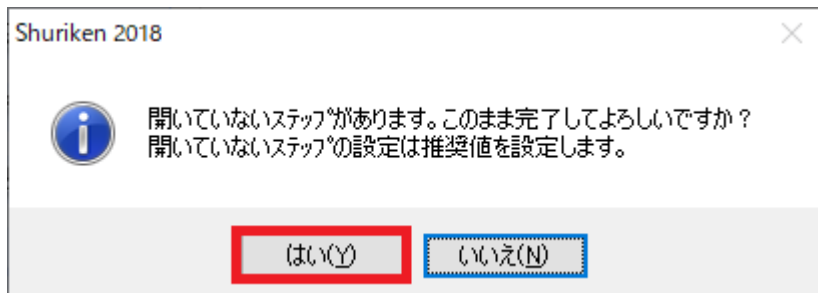 Shuriken 2018
開いていないステップがあります。このまま完了してよろしいですか？
開いていないステップの設定は推奨値を設定します。
はい(Y)
いいえ(N)